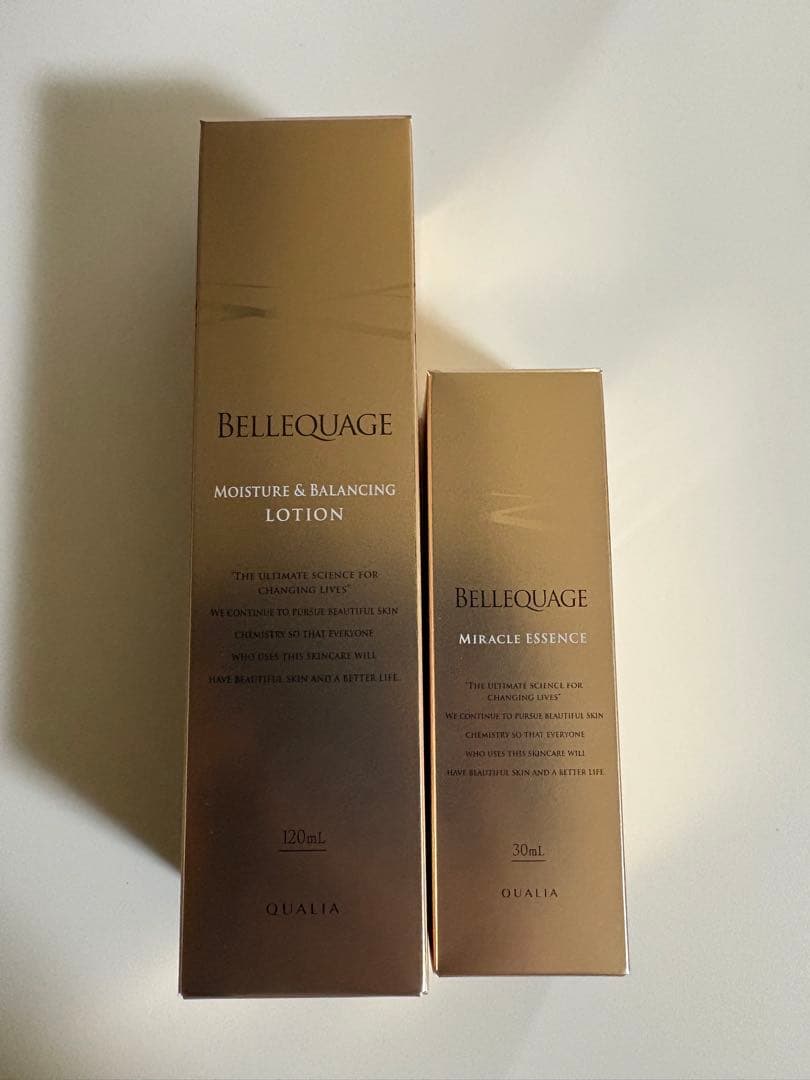 BELLEQUAGE
MOISTURE & BALANCING
LOTION
"THE ULTIMATE SCIENCE FOR
CHANGING LIVES"
WE CONTINUE TO PURSUE BEAUTIFUL SKIN
CHEMISTRY SO THAT EVERYONE
WHO USES THIS SKINCARE WILL
HAVE BEAUTIFUL SKIN AND A BETTER LIFE.
120mL
QUALIA
BELLEQUAGE
MIRACLE ESSENCE
"THE ULTIMATE SCIENCE FOR
CHANGING LIVES"
WE CONTINUE TO PURSUE BEAUTIFUL SKIN
CHEMISTRY SO THAT EVERYONE
WHO USES THIS SKINCARE WILL
HAVE BEAUTIFUL SKIN AND A BETTER LIFE.
30mL
QUALIA